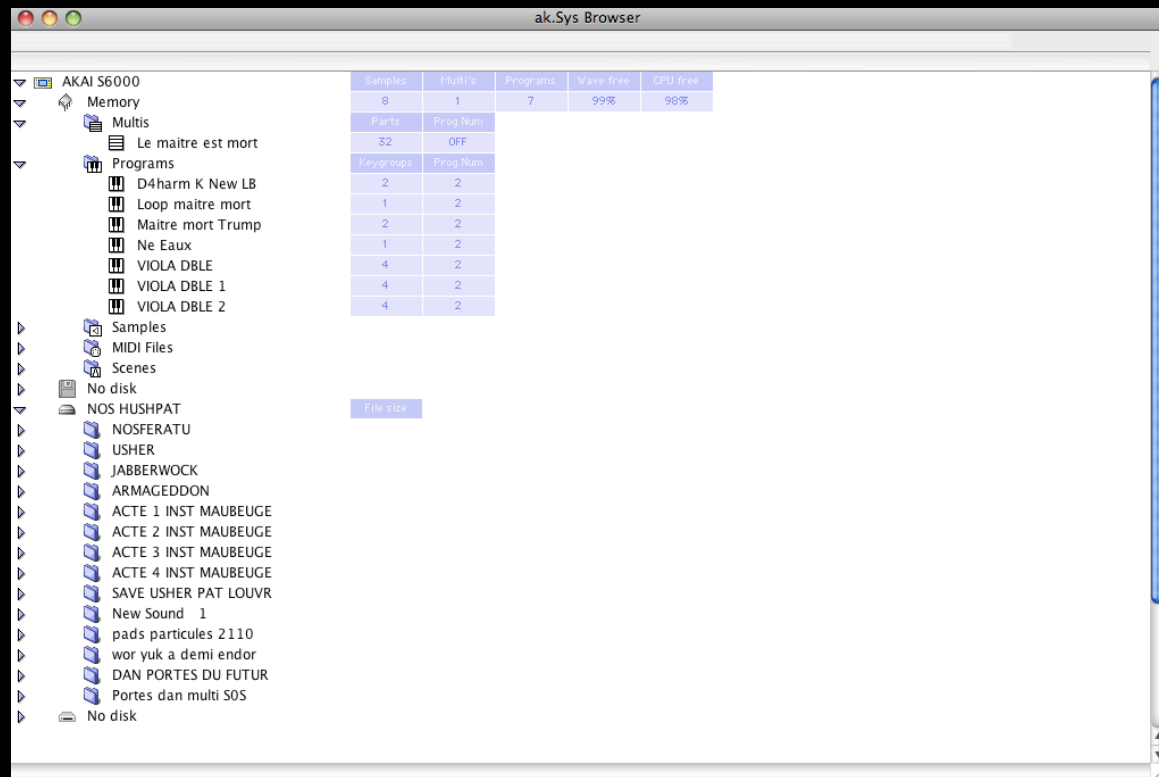 ak.Sys Browser
AKAI S6000 Samples Multi's Programs Wave free CPU free
Memory 8 1 7 99% 98%
Multis Parts Prog Num
Le maitre est mort 32 OFF
Programs Keygroups Prog Num
D4harm K New LB 2 2
Loop maitre mort 1 2
Maitre mort Trump 2 2
Ne Eaux 1 2
VIOLA DBLE 4 2
VIOLA DBLE 1 4 2
VIOLA DBLE 2 4 2
Samples
MIDI Files
Scenes
No disk
NOS HUSHPAT File size
NOSFERATU
USHER
JABBERWOCK
ARMAGEDDON
ACTE 1 INST MAUBEUGE
ACTE 2 INST MAUBEUGE
ACTE 3 INST MAUBEUGE
ACTE 4 INST MAUBEUGE
SAVE USHER PAT LOUVR
New Sound 1
pads particules 2110
wor yuk a demi endor
DAN PORTES DU FUTUR
Portes dan multi S0S
No disk